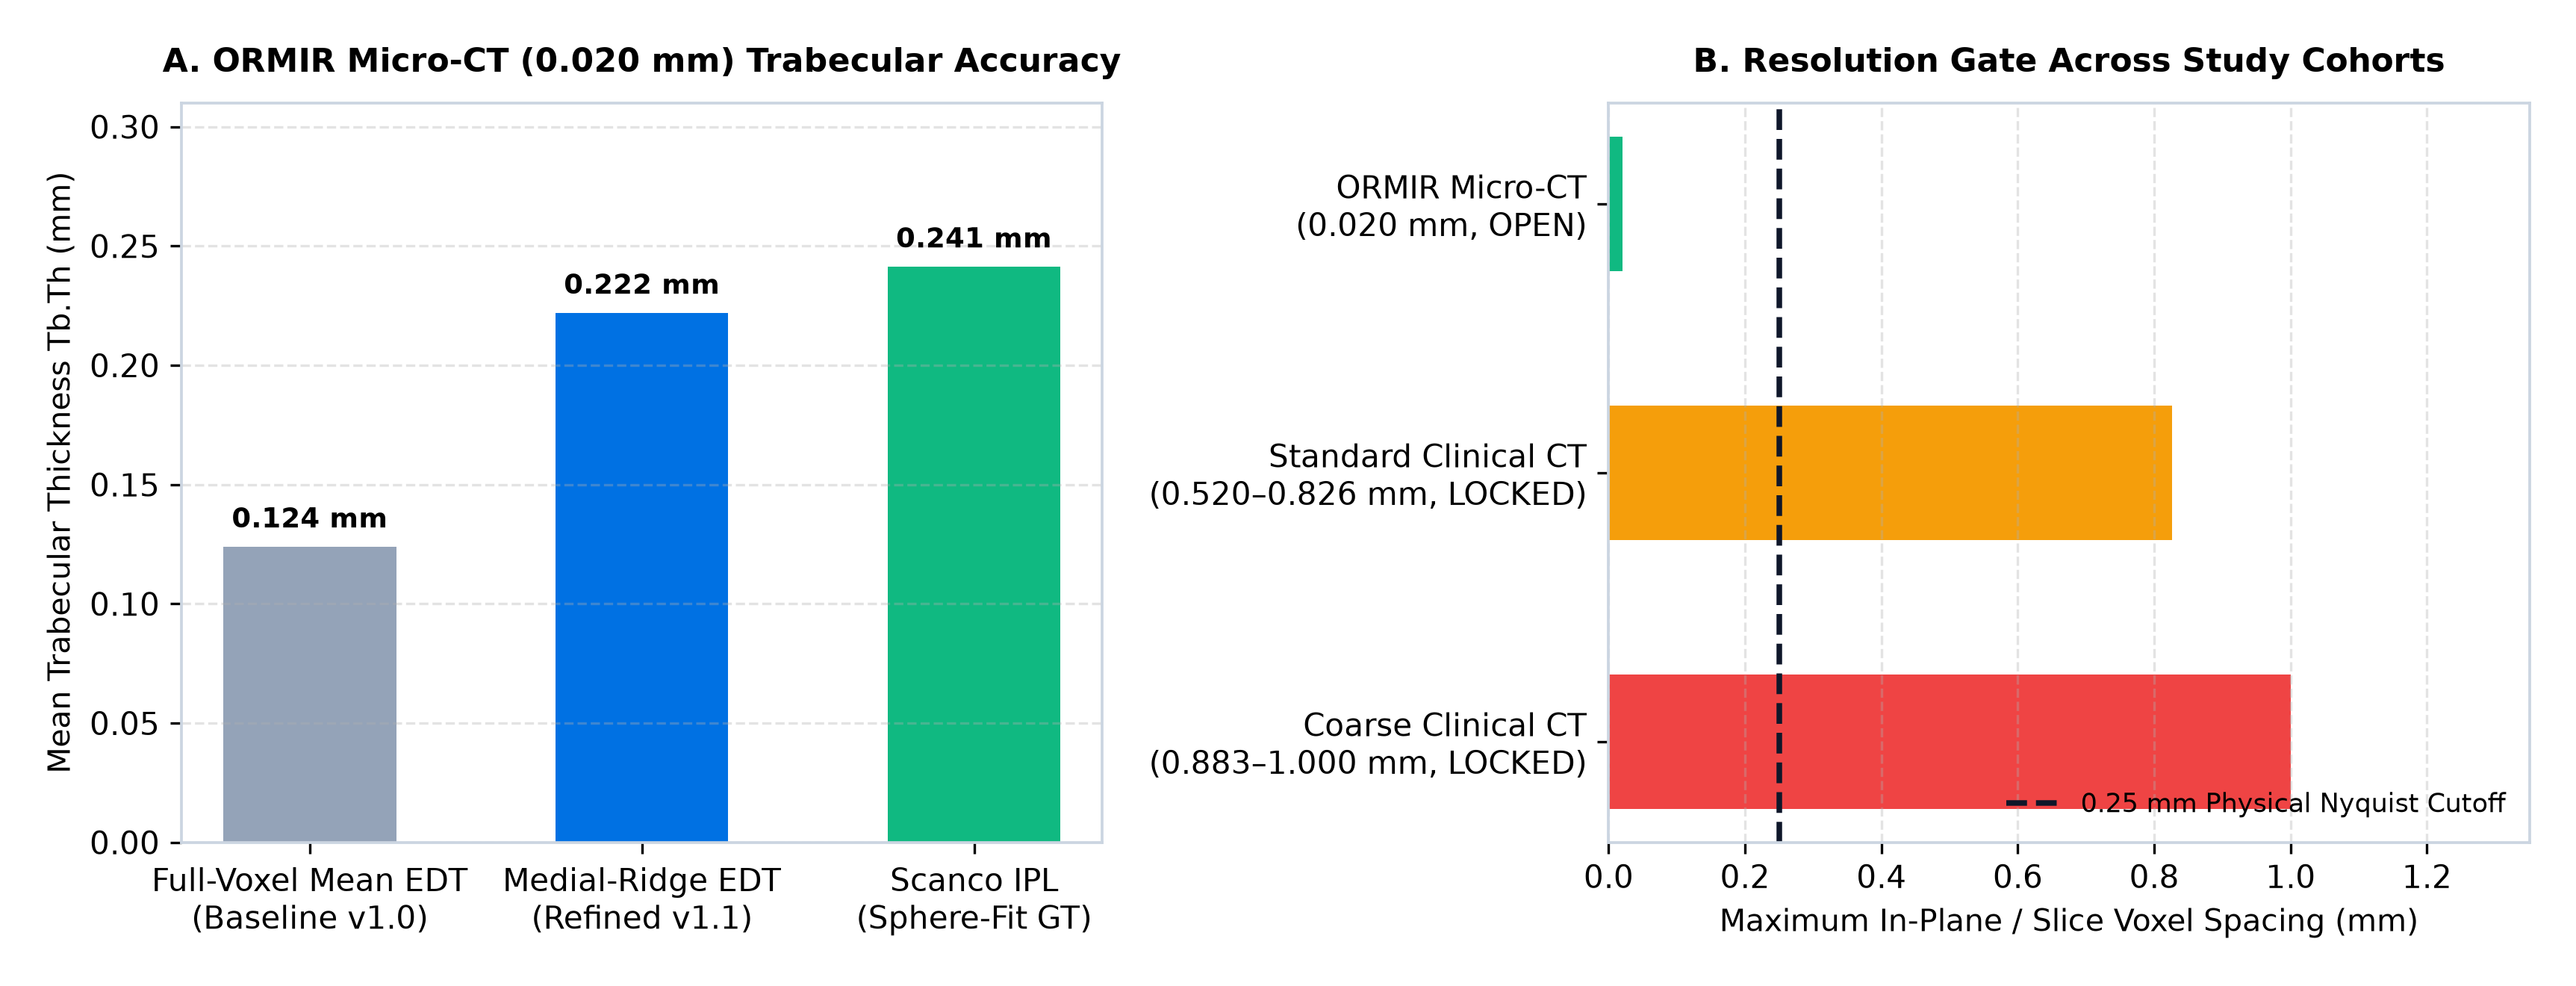 A. ORMIR Micro-CT (0.020 mm) Trabecular Accuracy
Mean Trabecular Thickness Tb.Th (mm)
0.30
0.25
0.20
0.15
0.10
0.05
0.00
0.124 mm
0.222 mm
0.241 mm
Full-Voxel Mean EDT
(Baseline v1.0)
Medial-Ridge EDT
(Refined v1.1)
Scanco IPL
(Sphere-Fit GT)
B. Resolution Gate Across Study Cohorts
ORMIR Micro-CT
(0.020 mm, OPEN)
Standard Clinical CT
(0.520–0.826 mm, LOCKED)
Coarse Clinical CT
(0.883–1.000 mm, LOCKED)
0.25 mm Physical Nyquist Cutoff
0.0
0.2
0.4
0.6
0.8
1.0
1.2
Maximum In-Plane / Slice Voxel Spacing (mm)